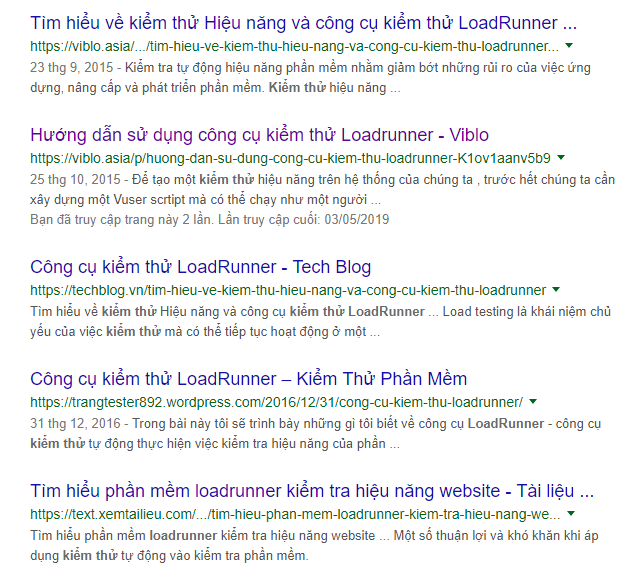 Tìm hiểu về kiểm thử Hiệu năng và công cụ kiểm thử LoadRunner ...
https://viblo.asia/.../tim-hieu-ve-kiem-thu-hieu-nang-va-cong-cu-kiem-thu-loadrunner...
23 thg 9, 2015 - Kiểm tra tự động hiệu năng phần mềm nhằm giảm bớt những rủi ro của việc ứng
dụng, nâng cấp và phát triển phần mềm. Kiểm thử hiệu năng ...
Hướng dẫn sử dụng công cụ kiểm thử Loadrunner - Viblo
https://viblo.asia/p/huong-dan-su-dung-cong-cu-kiem-thu-loadrunner-K1ov1aanv5b9
25 thg 10, 2015 - Để tạo một kiểm thử hiệu năng trên hệ thống của chúng ta , trước hết chúng ta cần
xây dựng một Vuser scrtipt mà có thể chạy như một người ...
Bạn đã truy cập trang này 2 lần. Lần truy cập cuối: 03/05/2019
Công cụ kiểm thử LoadRunner - Tech Blog
https://techblog.vn/tim-hieu-ve-kiem-thu-hieu-nang-va-cong-cu-kiem-thu-loadrunner
Tìm hiểu về kiểm thử Hiệu năng và công cụ kiểm thử LoadRunner ... Load testing là khái niệm chủ
yếu của việc kiểm thử mà có thể tiếp tục hoạt động ở một ...
Công cụ kiểm thử LoadRunner – Kiểm Thử Phần Mềm
https://trangtester892.wordpress.com/2016/12/31/cong-cu-kiem-thu-loadrunner/
31 thg 12, 2016 - Trong bài này tôi sẽ trình bày những gì tôi biết về công cụ LoadRunner - công cụ
kiểm thử tự động thực hiện việc kiểm tra hiệu năng của phần ...
Tìm hiểu phần mềm loadrunner kiểm tra hiệu năng website - Tài liệu ...
https://text.xemtailieu.com/.../tim-hieu-phan-mem-loadrunner-kiem-tra-hieu-nang-we...
Tìm hiểu phần mềm loadrunner kiểm tra hiệu năng website ... Một số thuận lợi và khó khăn khi áp
dụng kiểm thử tự động vào kiểm tra phần mềm.